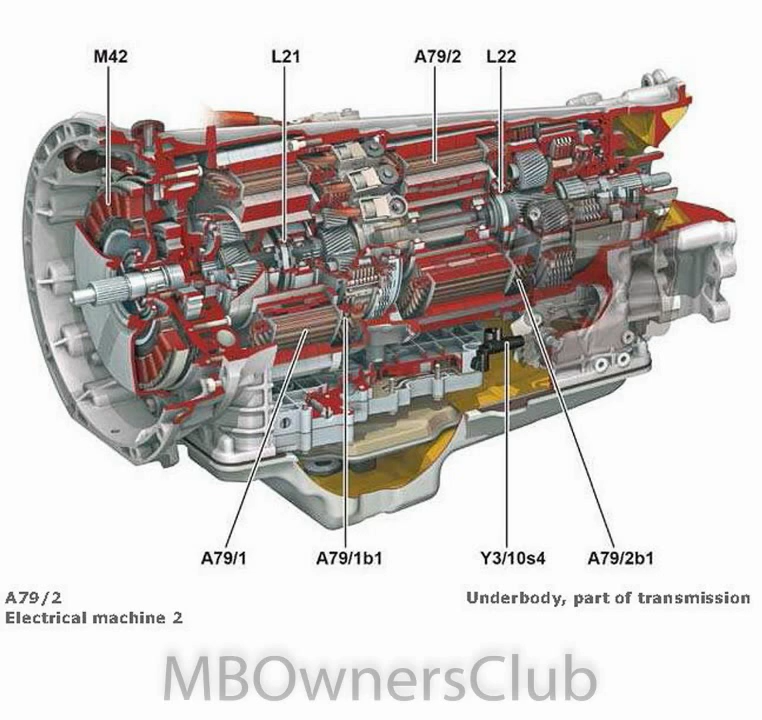 M42 L21 A79/2 L22
A79/1 A79/1b1 Y3/10s4 A79/2b1
A79/2
Electrical machine 2
Underbody, part of transmission
MBOwnersClub